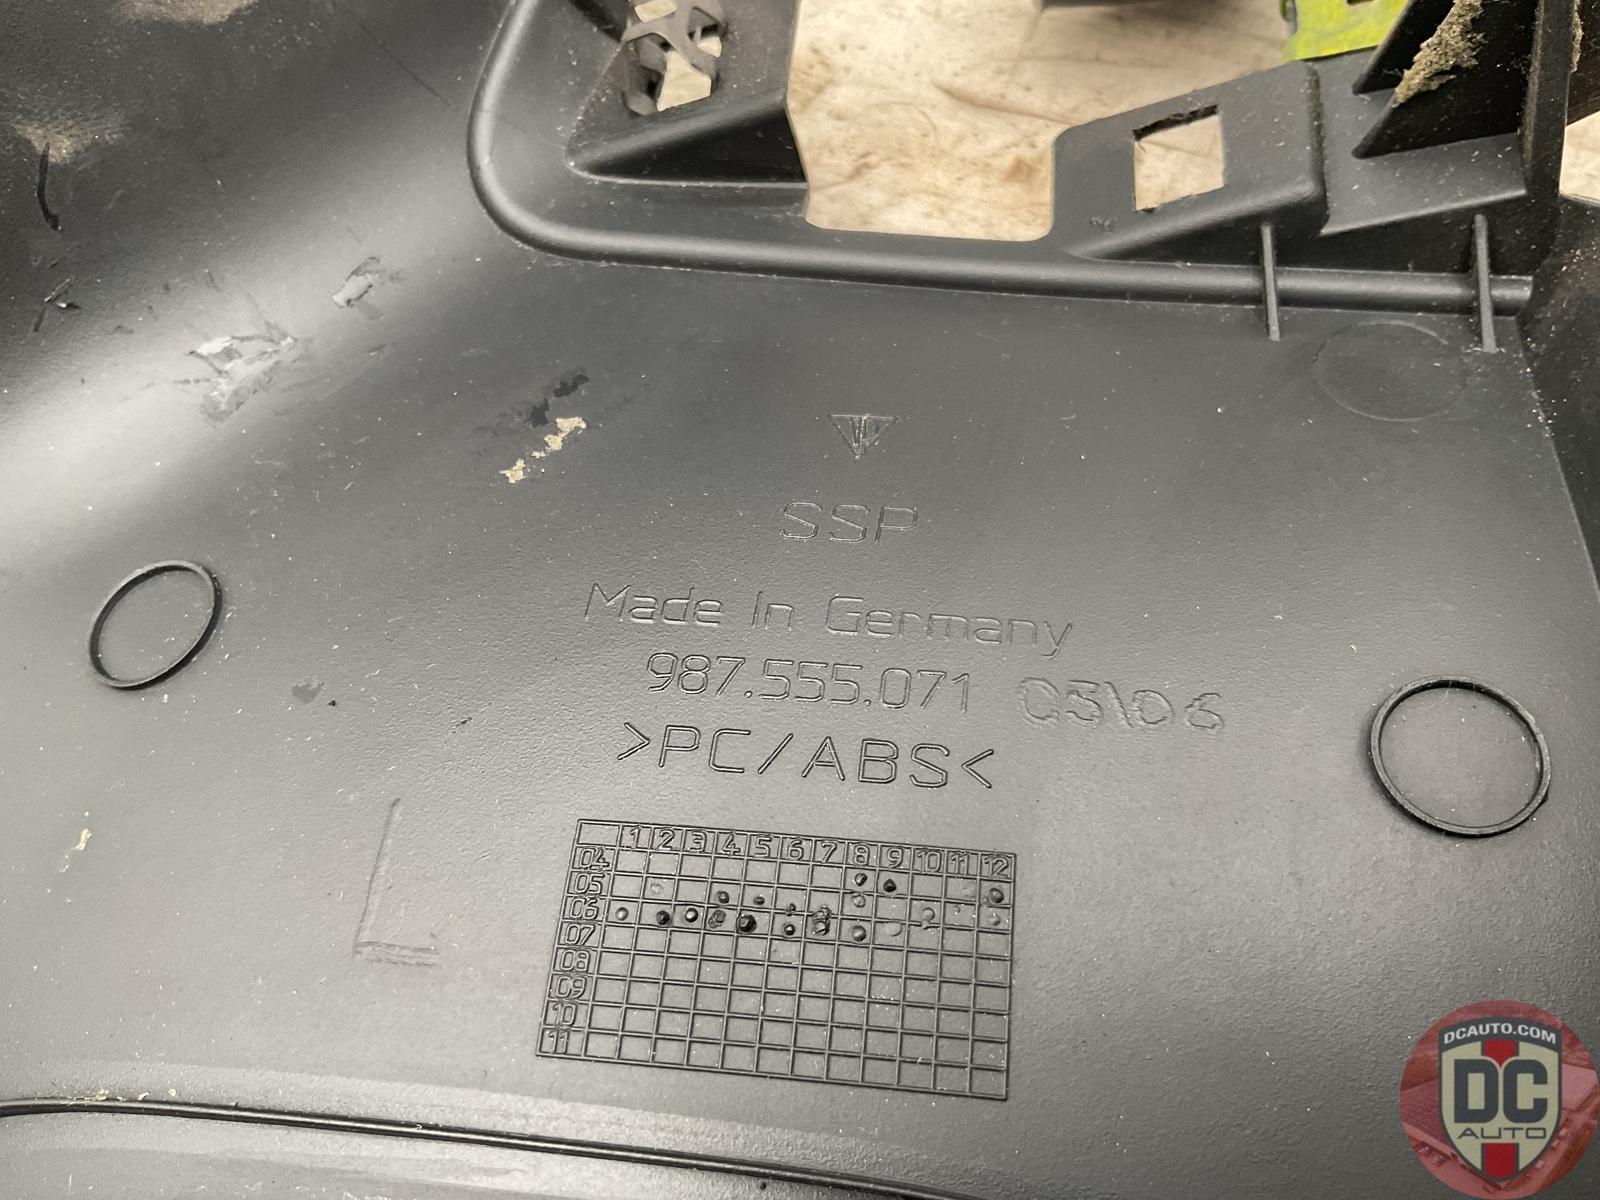 SSP
Made In Germany
987.555.071 05\06
>PC/ABS<
L
1 2 3 4 5 6 7 8 9 10 11 12
04
05
06
07
08
09
10
11
DCAUTO.COM
DC
AUTO